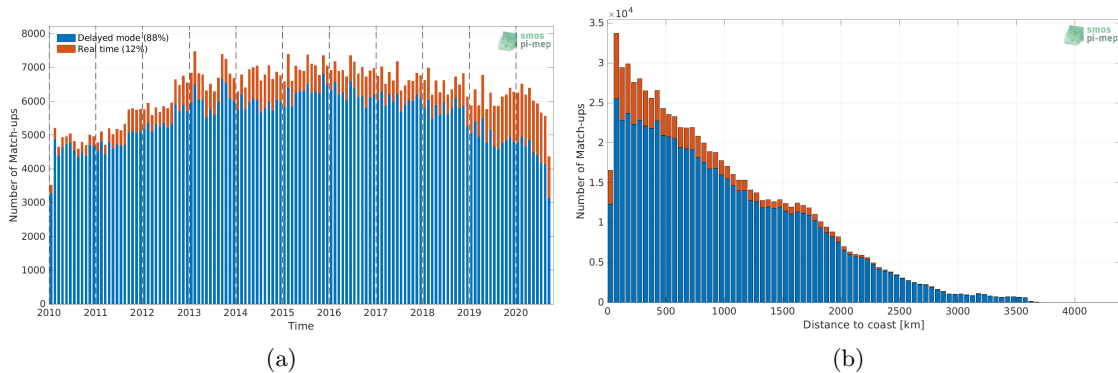 smos
pi-mep
Delayed mode (88%)
Real time (12%)
Number of Match-ups
8000
7000
6000
5000
4000
3000
2000
1000
0
2010 2011 2012 2013 2014 2015 2016 2017 2018 2019 2020
Time
(a)
×10⁴
smos
pi-mep
Number of Match-ups
3.5
3
2.5
2
1.5
1
0.5
0
0 500 1000 1500 2000 2500 3000 3500 4000
Distance to coast [km]
(b)